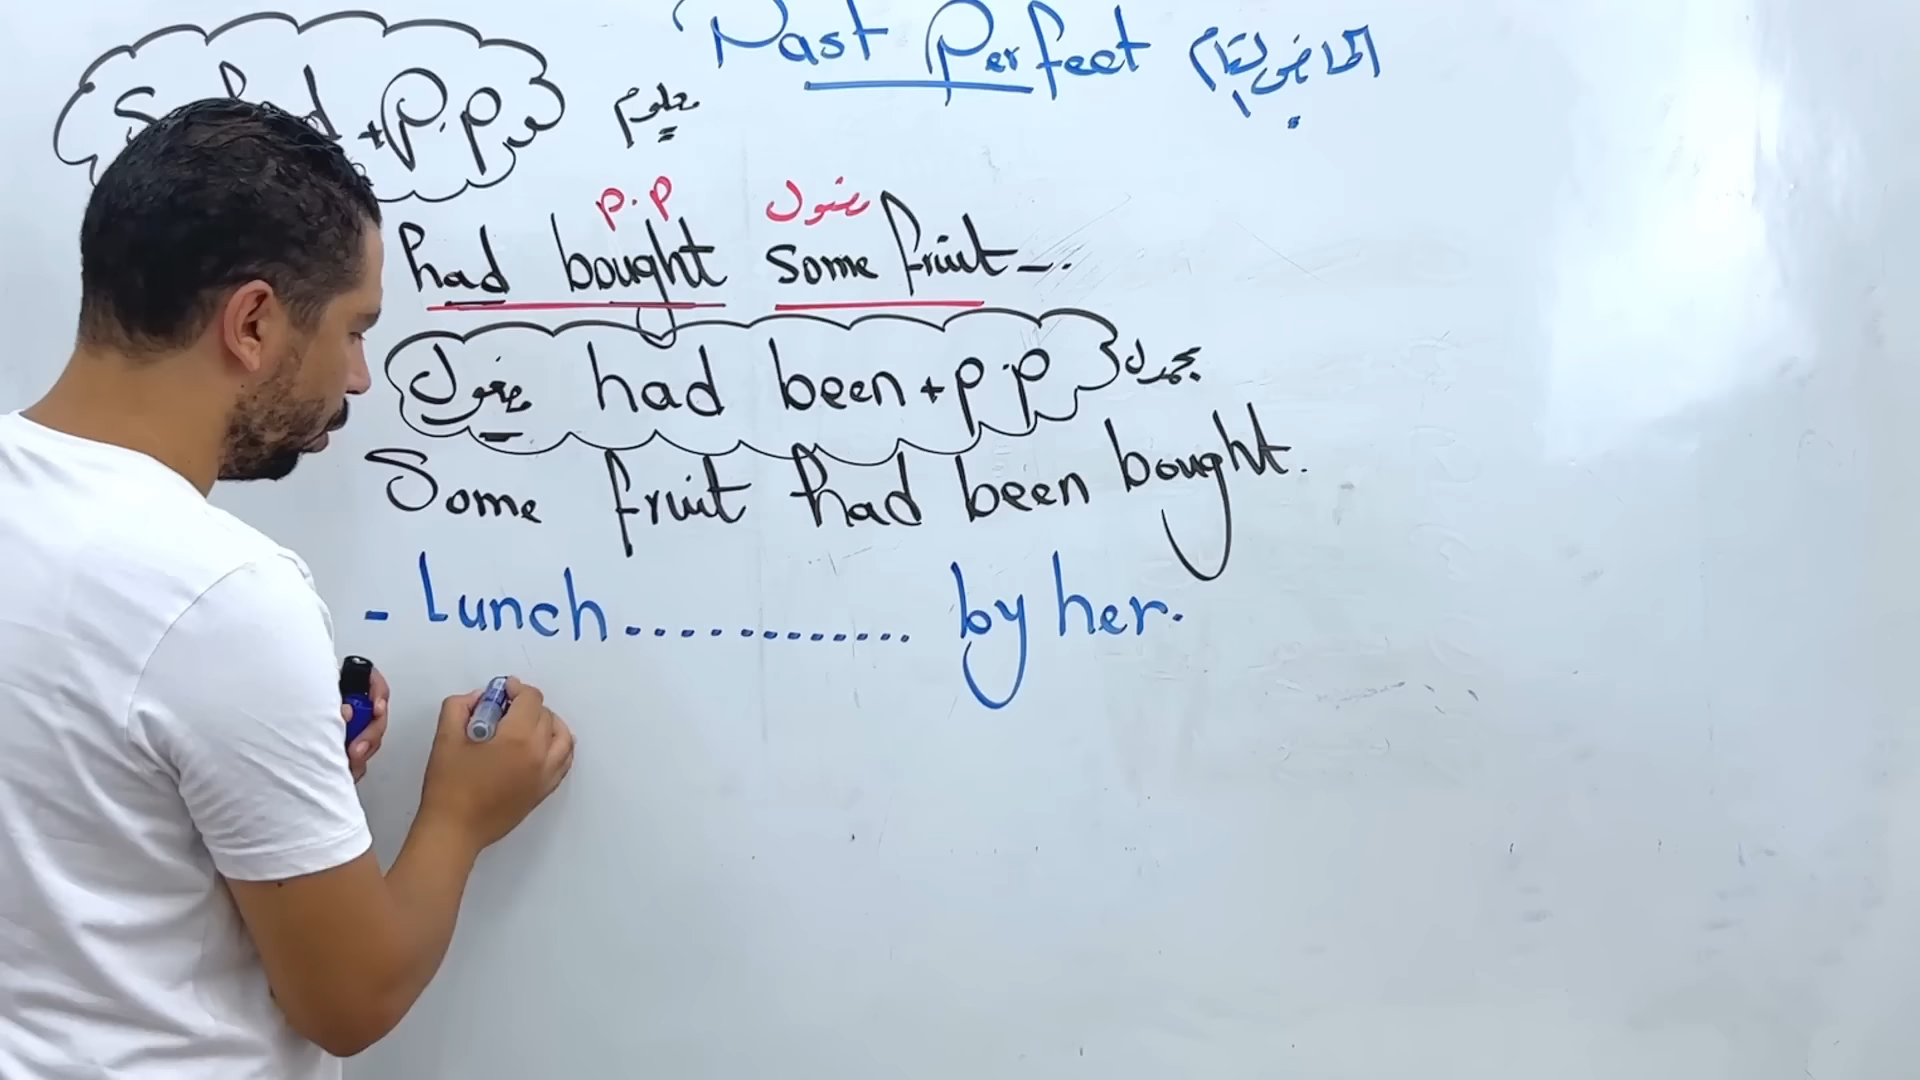 Past Perfect الماضي التام
+ P.P معلوم
p.p مفعول
had bought some fruit - ..
مفعول had been + p.p مجهول
Some fruit had been bought.
- Lunch ............. by her.